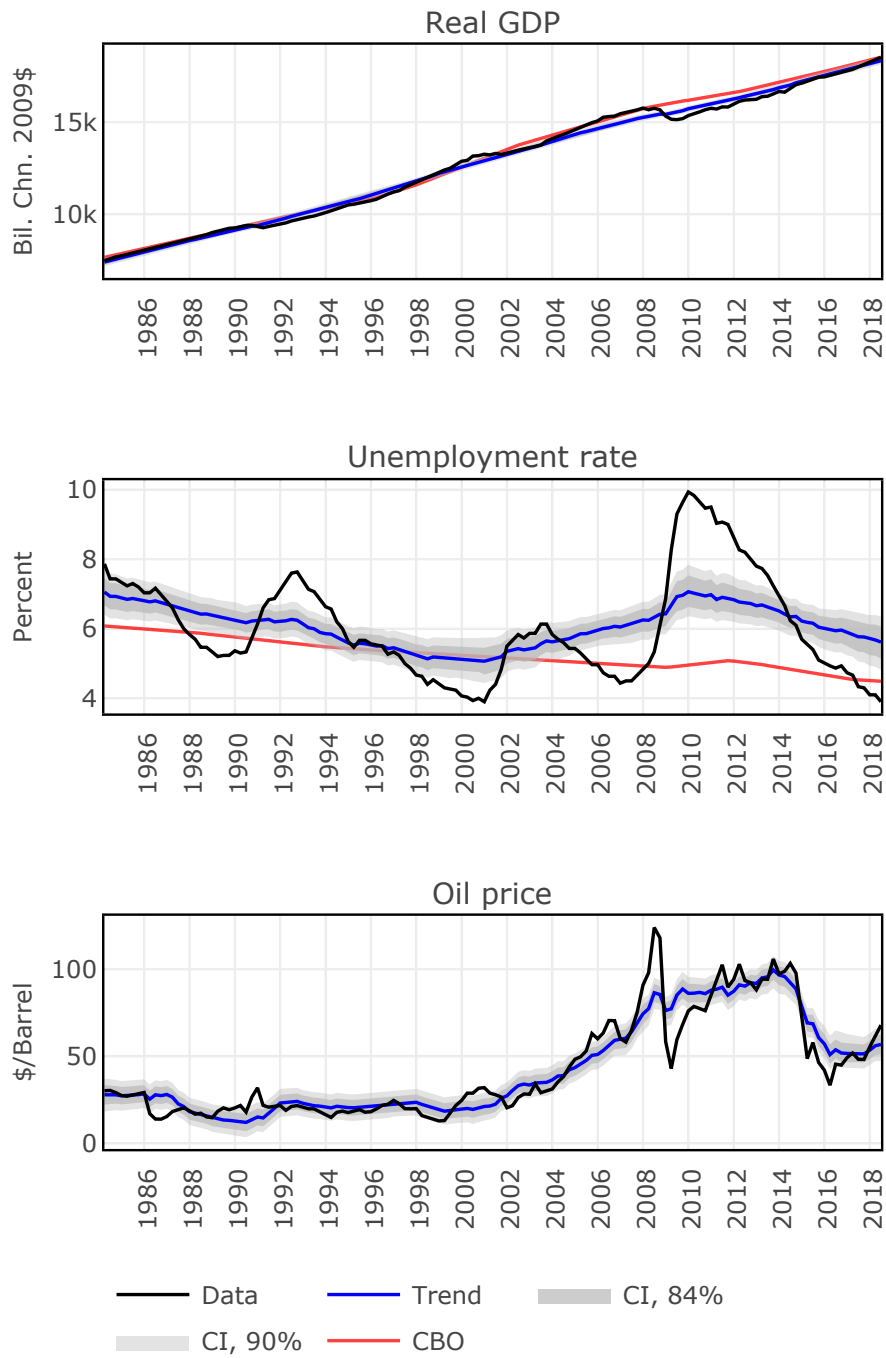 Real GDP
Bil. Chn. 2009$
15k
10k
1986 1988 1990 1992 1994 1996 1998 2000 2002 2004 2006 2008 2010 2012 2014 2016 2018
Unemployment rate
Percent
10
8
6
4
1986 1988 1990 1992 1994 1996 1998 2000 2002 2004 2006 2008 2010 2012 2014 2016 2018
Oil price
$/Barrel
100
50
0
1986 1988 1990 1992 1994 1996 1998 2000 2002 2004 2006 2008 2010 2012 2014 2016 2018
Data Trend CI, 84%
CI, 90% CBO